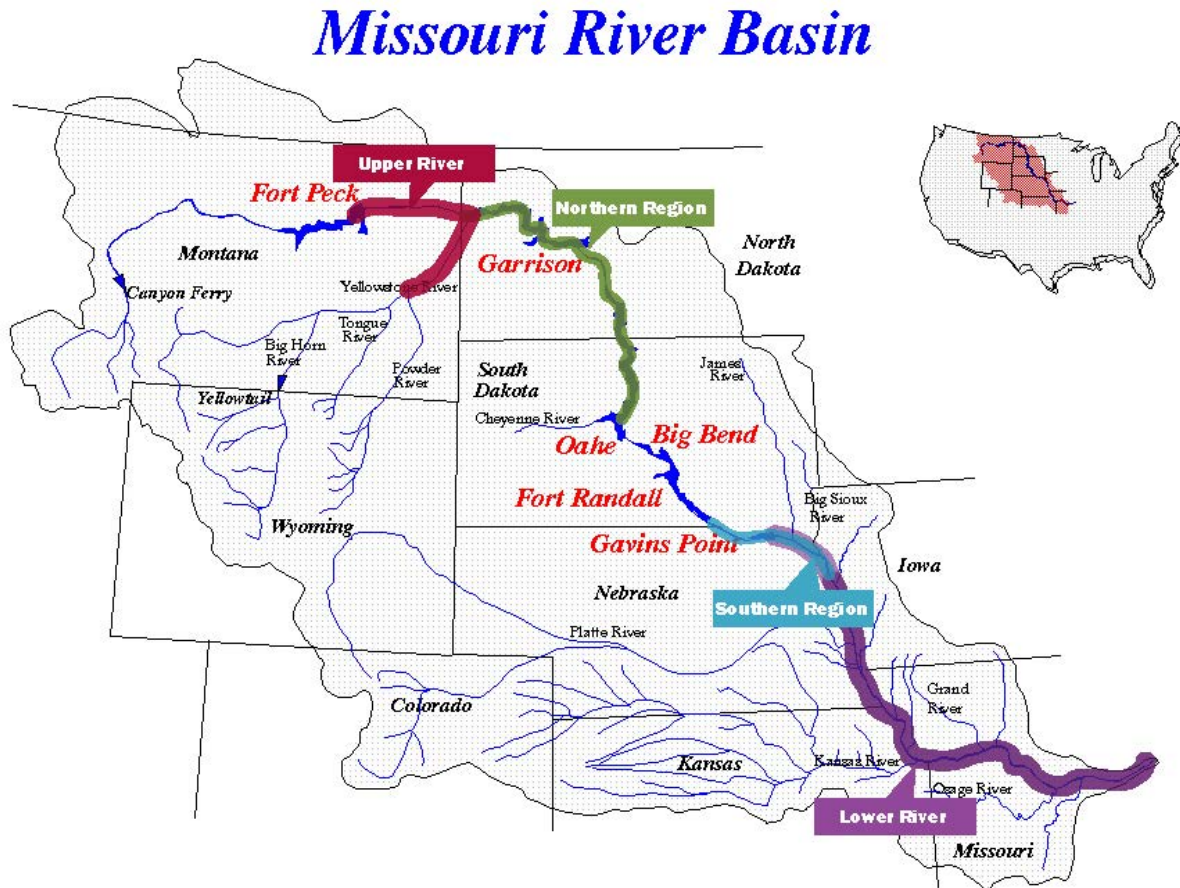 Missouri River Basin
Upper River
Fort Peck
Northern Region
Montana
Garrison
North
Dakota
Canyon Ferry
Yellowstone River
Tongue
River
Big Horn
River
Powder
River
South
Dakota
James
River
Yellowtail
Cheyenne River
Oahe
Big Bend
Fort Randall
Big Sioux
River
Wyoming
Gavins Point
Iowa
Nebraska
Southern Region
Platte River
Grand
River
Colorado
Kansas
Kansas River
Osage River
Lower River
Missouri